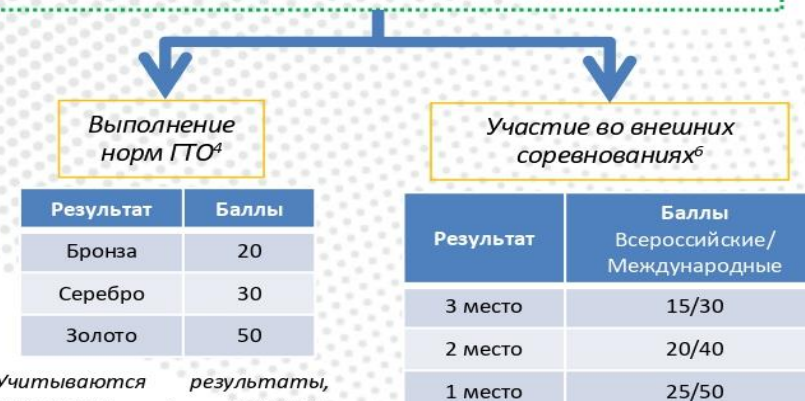 Выполнение
норм ГТО⁴
Результат Баллы
Бронза 20
Серебро 30
Золото 50
Учитываются результаты,
Участие во внешних
соревнованиях⁶
Результат Баллы
Всероссийские/
Международные
3 место 15/30
2 место 20/40
1 место 25/50